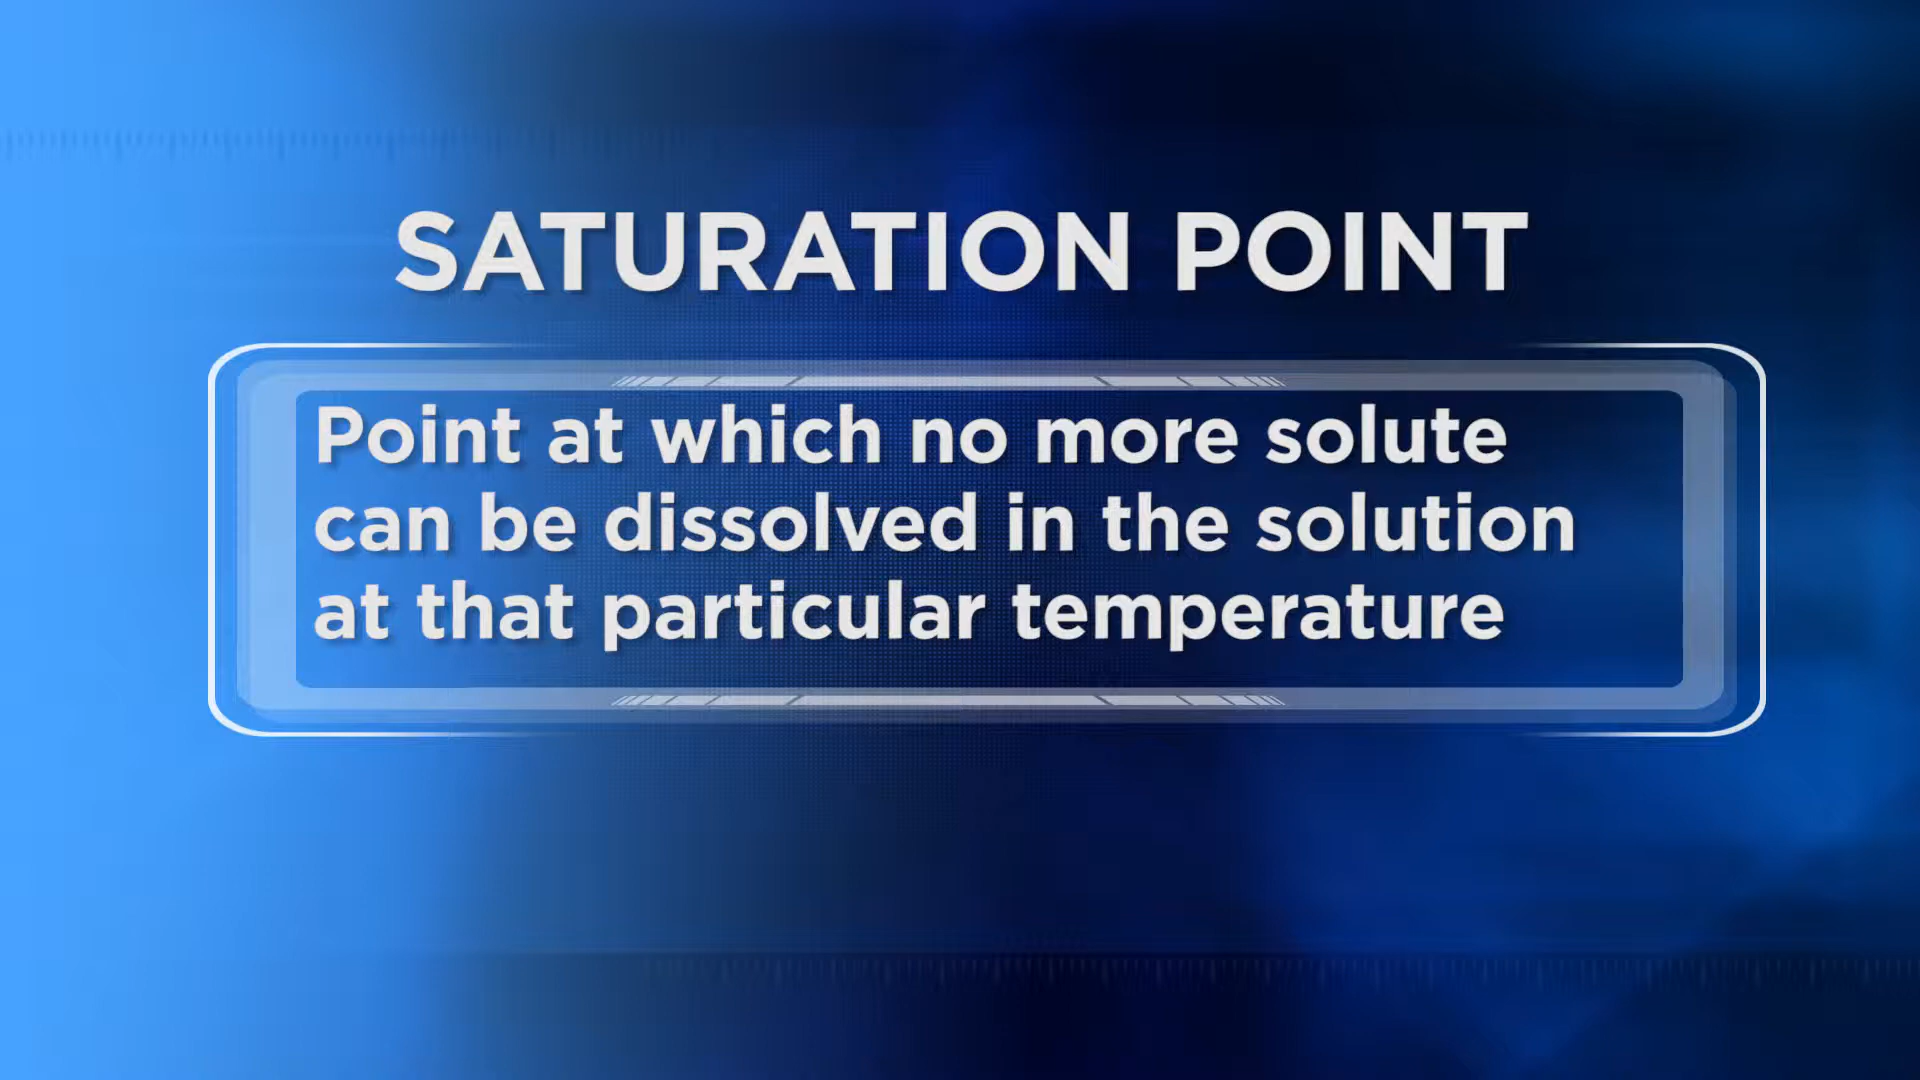 SATURATION POINT
Point at which no more solute
can be dissolved in the solution
at that particular temperature